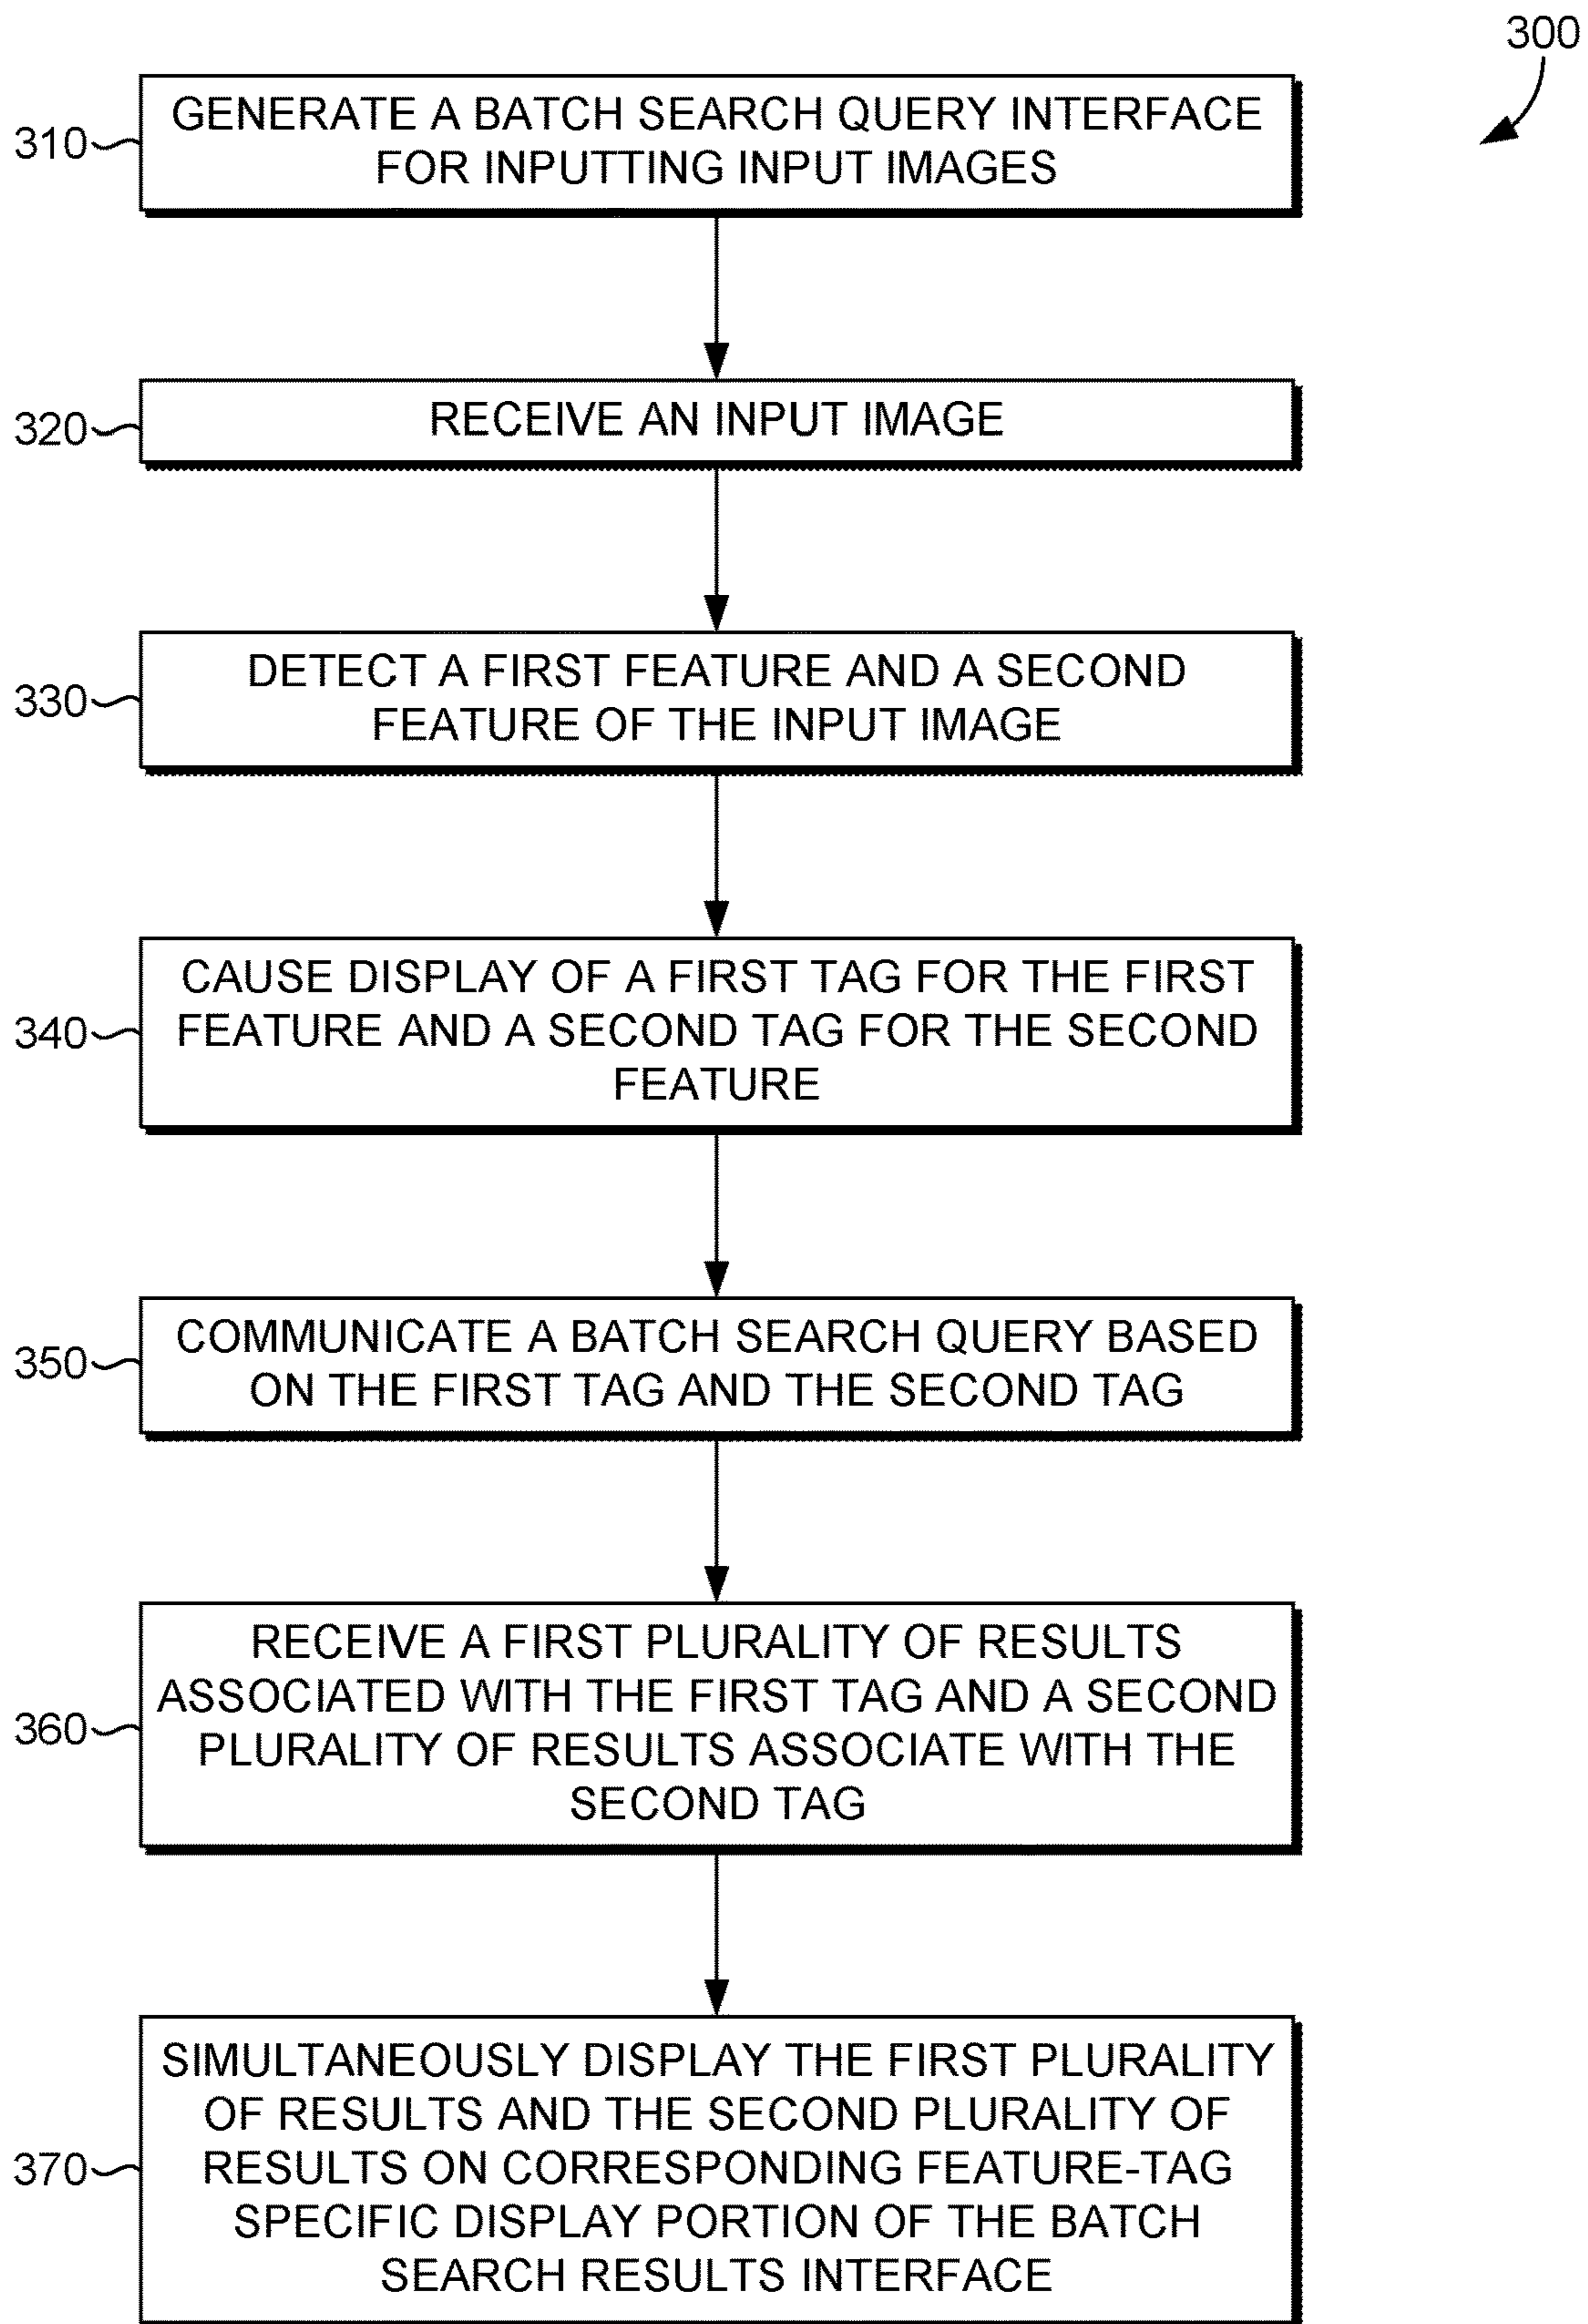 300
310
GENERATE A BATCH SEARCH QUERY INTERFACE
FOR INPUTTING INPUT IMAGES
320
RECEIVE AN INPUT IMAGE
330
DETECT A FIRST FEATURE AND A SECOND
FEATURE OF THE INPUT IMAGE
340
CAUSE DISPLAY OF A FIRST TAG FOR THE FIRST
FEATURE AND A SECOND TAG FOR THE SECOND
FEATURE
350
COMMUNICATE A BATCH SEARCH QUERY BASED
ON THE FIRST TAG AND THE SECOND TAG
360
RECEIVE A FIRST PLURALITY OF RESULTS
ASSOCIATED WITH THE FIRST TAG AND A SECOND
PLURALITY OF RESULTS ASSOCIATE WITH THE
SECOND TAG
370
SIMULTANEOUSLY DISPLAY THE FIRST PLURALITY
OF RESULTS AND THE SECOND PLURALITY OF
RESULTS ON CORRESPONDING FEATURE-TAG
SPECIFIC DISPLAY PORTION OF THE BATCH
SEARCH RESULTS INTERFACE